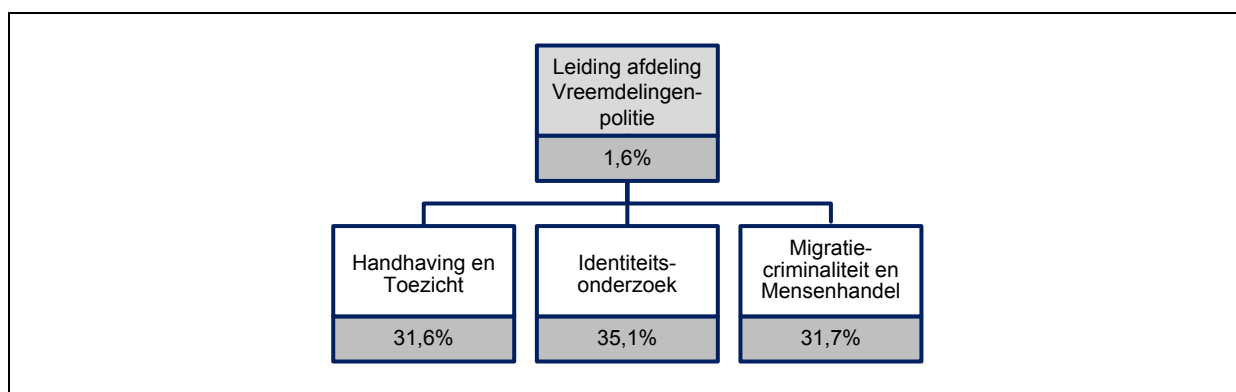 Leiding afdeling
Vreemdelingen-
politie
1,6%
Handhaving en
Toezicht
31,6%
Identiteits-
onderzoek
35,1%
Migratie-
criminaliteit en
Mensenhandel
31,7%